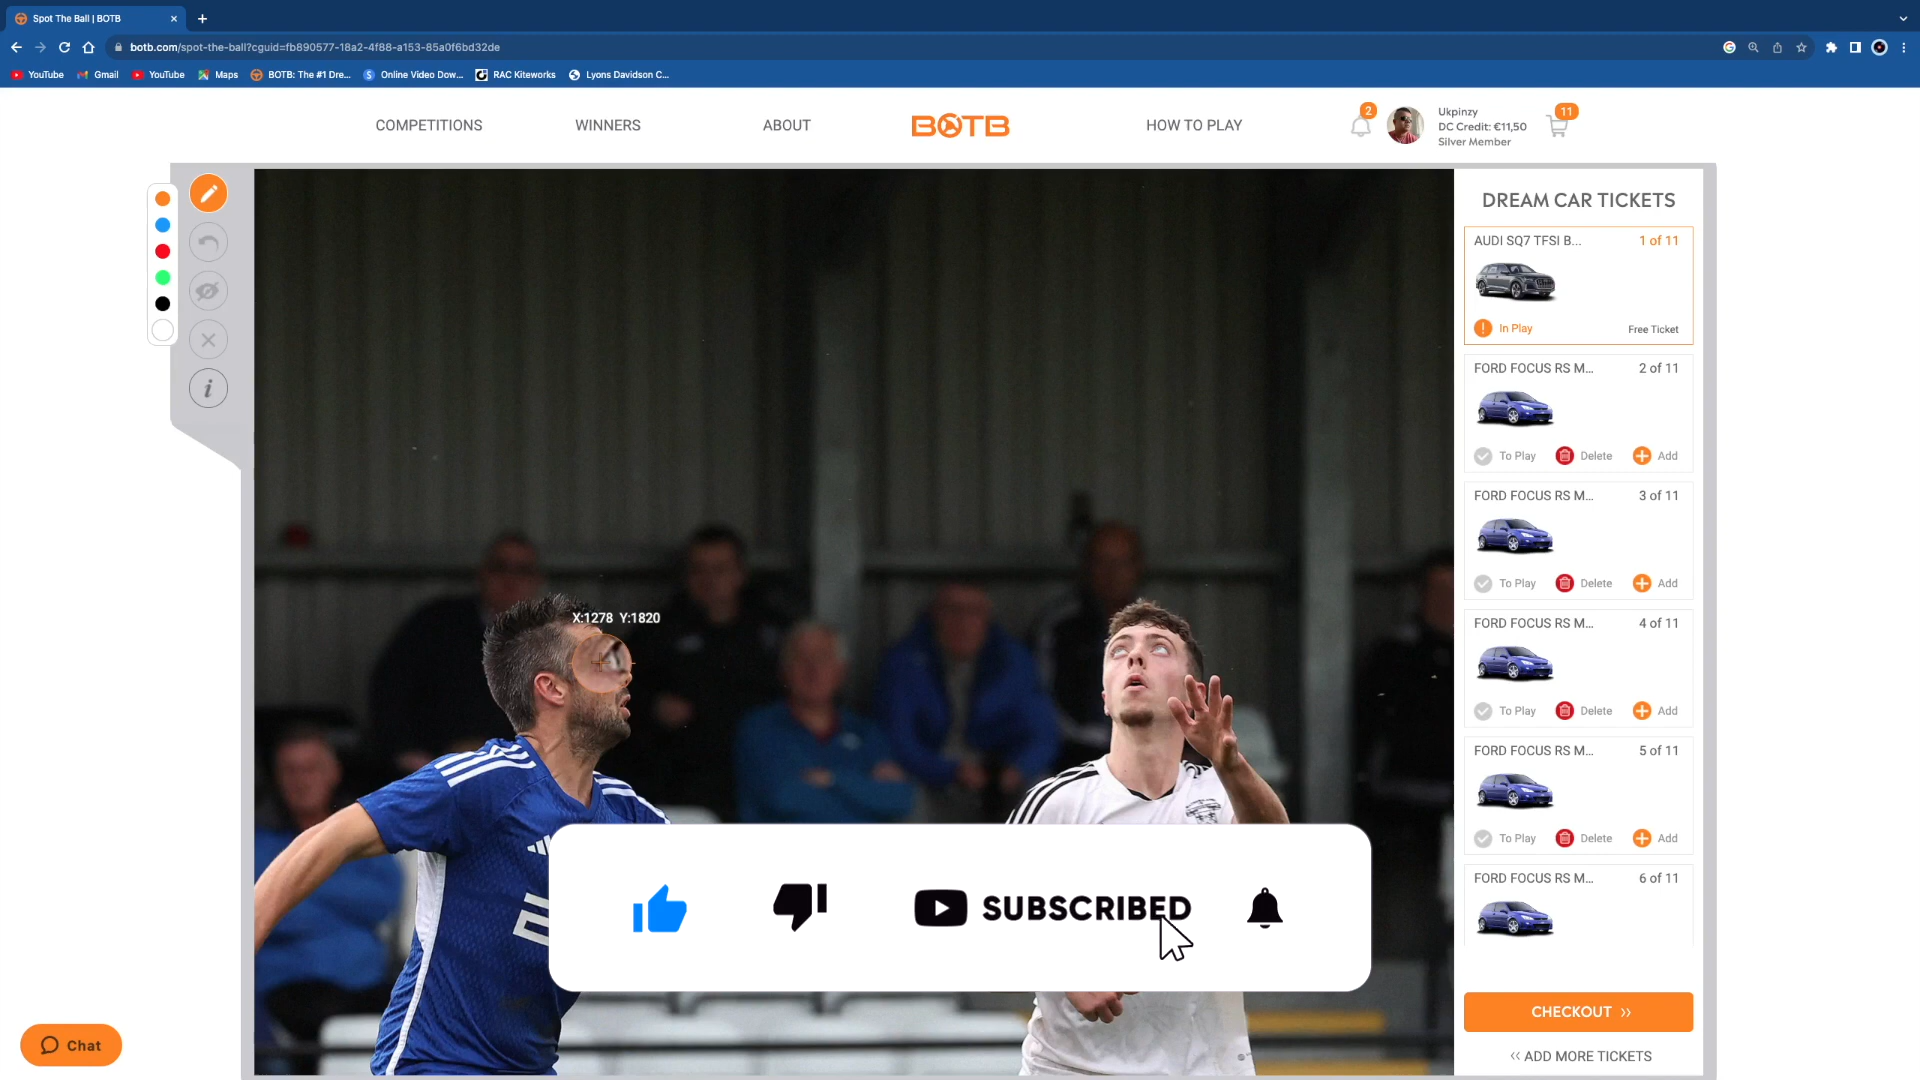 Spot The Ball | BOTB
botb.com/spot-the-ball?cguid=fb890577-18a2-4f88-a153-85a0f6bd32de
YouTube Gmail YouTube Maps BOTB: The #1 Dre... Online Video Dow... RAC Kiteworks Lyons Davidson C...
COMPETITIONS WINNERS ABOUT BOTB HOW TO PLAY
2
Ukpinzy
DC Credit: €11,50
Silver Member
11
DREAM CAR TICKETS
AUDI SQ7 TFSI B... 1 of 11
In Play Free Ticket
FORD FOCUS RS M... 2 of 11
To Play Delete Add
FORD FOCUS RS M... 3 of 11
To Play Delete Add
X:1278 Y:1820
FORD FOCUS RS M... 4 of 11
To Play Delete Add
FORD FOCUS RS M... 5 of 11
To Play Delete Add
FORD FOCUS RS M... 6 of 11
SUBSCRIBED
CHECKOUT »
« ADD MORE TICKETS
Chat